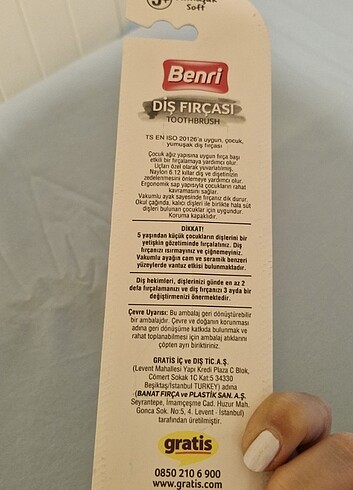 5+ Yumuşak
Soft
Benri
DİŞ FIRÇASI
TOOTHBRUSH
TS EN ISO 20126'a uygun, çocuk,
yumuşak diş fırçası
Çocuk ağız yapısına uygun fırça başı
etkili bir fırçalamaya yardımcı olur.
Uçları özel olarak yuvarlatılmış,
Naylon 6.12 kıllar diş ve dişetinizin
zedelenmesini önlemeye yardımcı olur.
Ergonomik sap yapısıyla çocukların rahat
kavramasını sağlar.
Vakumlu ayak sayesinde fırçanız dik durur.
Okul çağında, kalıcı dişleri ile birlikte hala süt
dişleri bulunan çocuklar için uygundur.
Koruma kapaklıdır.
DİKKAT!
5 yaşından küçük çocukların dişlerini bir
yetişkin gözetiminde fırçalatınız. Diş
fırçanızı ısırmayınız ve çiğnemeyiniz.
Vakumlu ayağın cam ve seramik benzeri
yüzeylerde vantuz etkisi bulunmaktadır.
Diş hekimleri, dişlerinizi günde en az 2
defa fırçalamanızı ve diş fırçanızı 3 ayda bir
değiştirmenizi önermektedir.
Çevre Uyarısı: Bu ambalaj geri dönüştürebilir
bir ambalajdır. Çevre ve doğanın korunması
adına geri dönüşüme katkıda bulunmak ve
rahat toplanabilmesi için ambalaj atıklarını
çöpten ayrı biriktiriniz.
GRATİS İÇ ve DIŞ TİC.A.Ş.
(Levent Mahallesi Yapı Kredi Plaza C Blok,
Cömert Sokak 1C Kat:5 34330
Beşiktaş/İstanbul TURKEY) adına
(BANAT FIRÇA ve PLASTİK SAN. A.Ş.
Seyrantepe, İmamçeşme Cad. Huzur Mah.
Gonca Sok. No:5, 4. Levent - İstanbul)
tarafından üretilmiştir.
gratis
0850 210 6 900
www.gratis.com